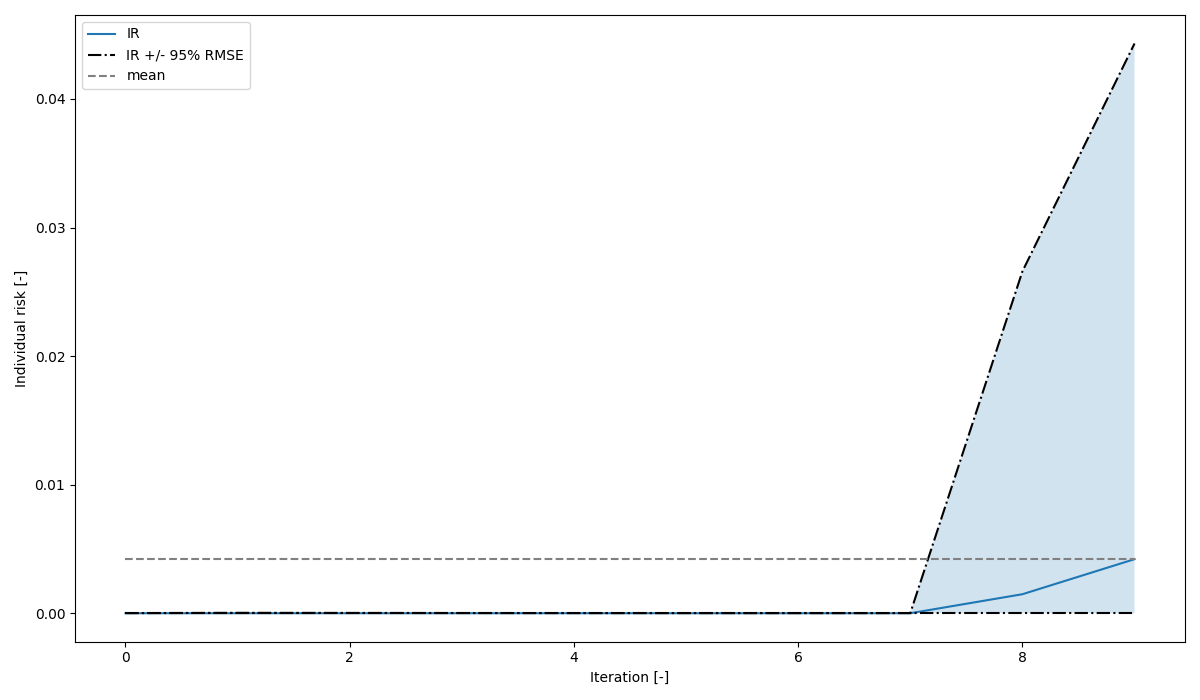 IR
IR +/- 95% RMSE
mean
0.04
0.03
0.02
0.01
0.00
Individual risk [-]
0 2 4 6 8
Iteration [-]